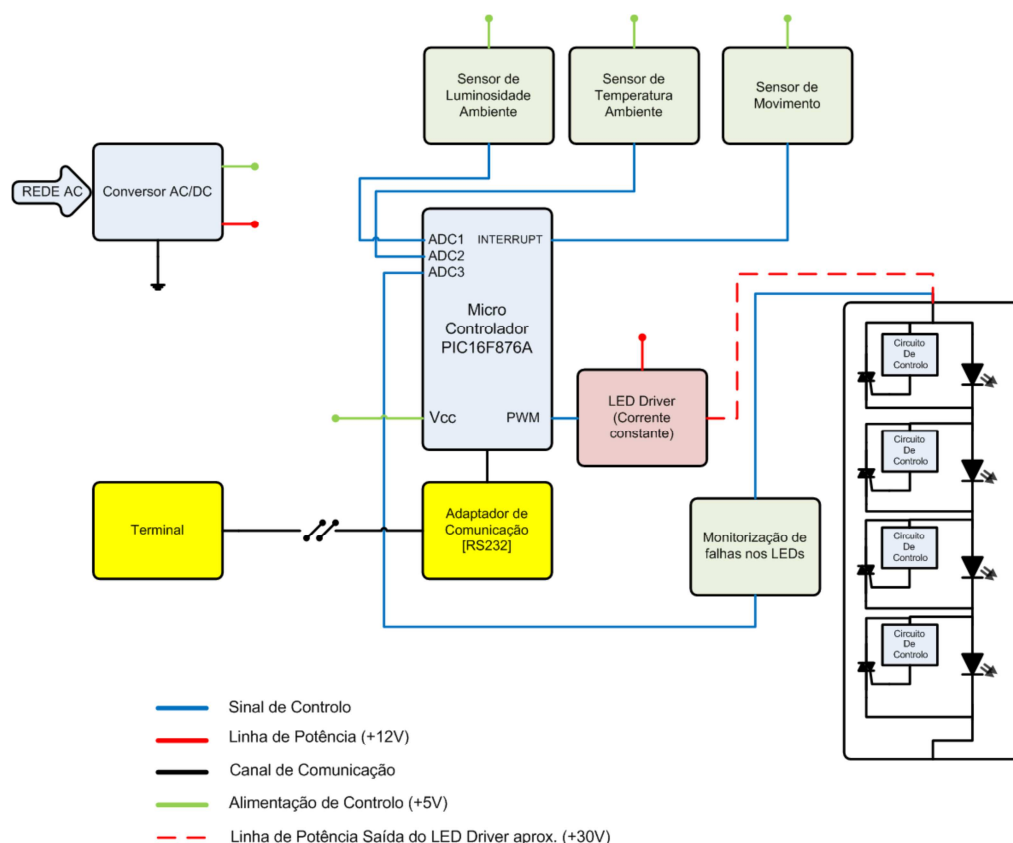 Sensor de
Luminosidade
Ambiente
Sensor de
Temperatura
Ambiente
Sensor de
Movimento
REDE AC
Conversor AC/DC
ADC1
INTERRUPT
ADC2
ADC3
Micro
Controlador
PIC16F876A
Vcc
PWM
LED Driver
(Corrente
constante)
Circuito
De
Controlo
Circuito
De
Controlo
Circuito
De
Controlo
Circuito
De
Controlo
Terminal
Adaptador de
Comunicação
[RS232]
Monitorização de
falhas nos LEDs
Sinal de Controlo
Linha de Potência (+12V)
Canal de Comunicação
Alimentação de Controlo (+5V)
Linha de Potência Saída do LED Driver aprox. (+30V)